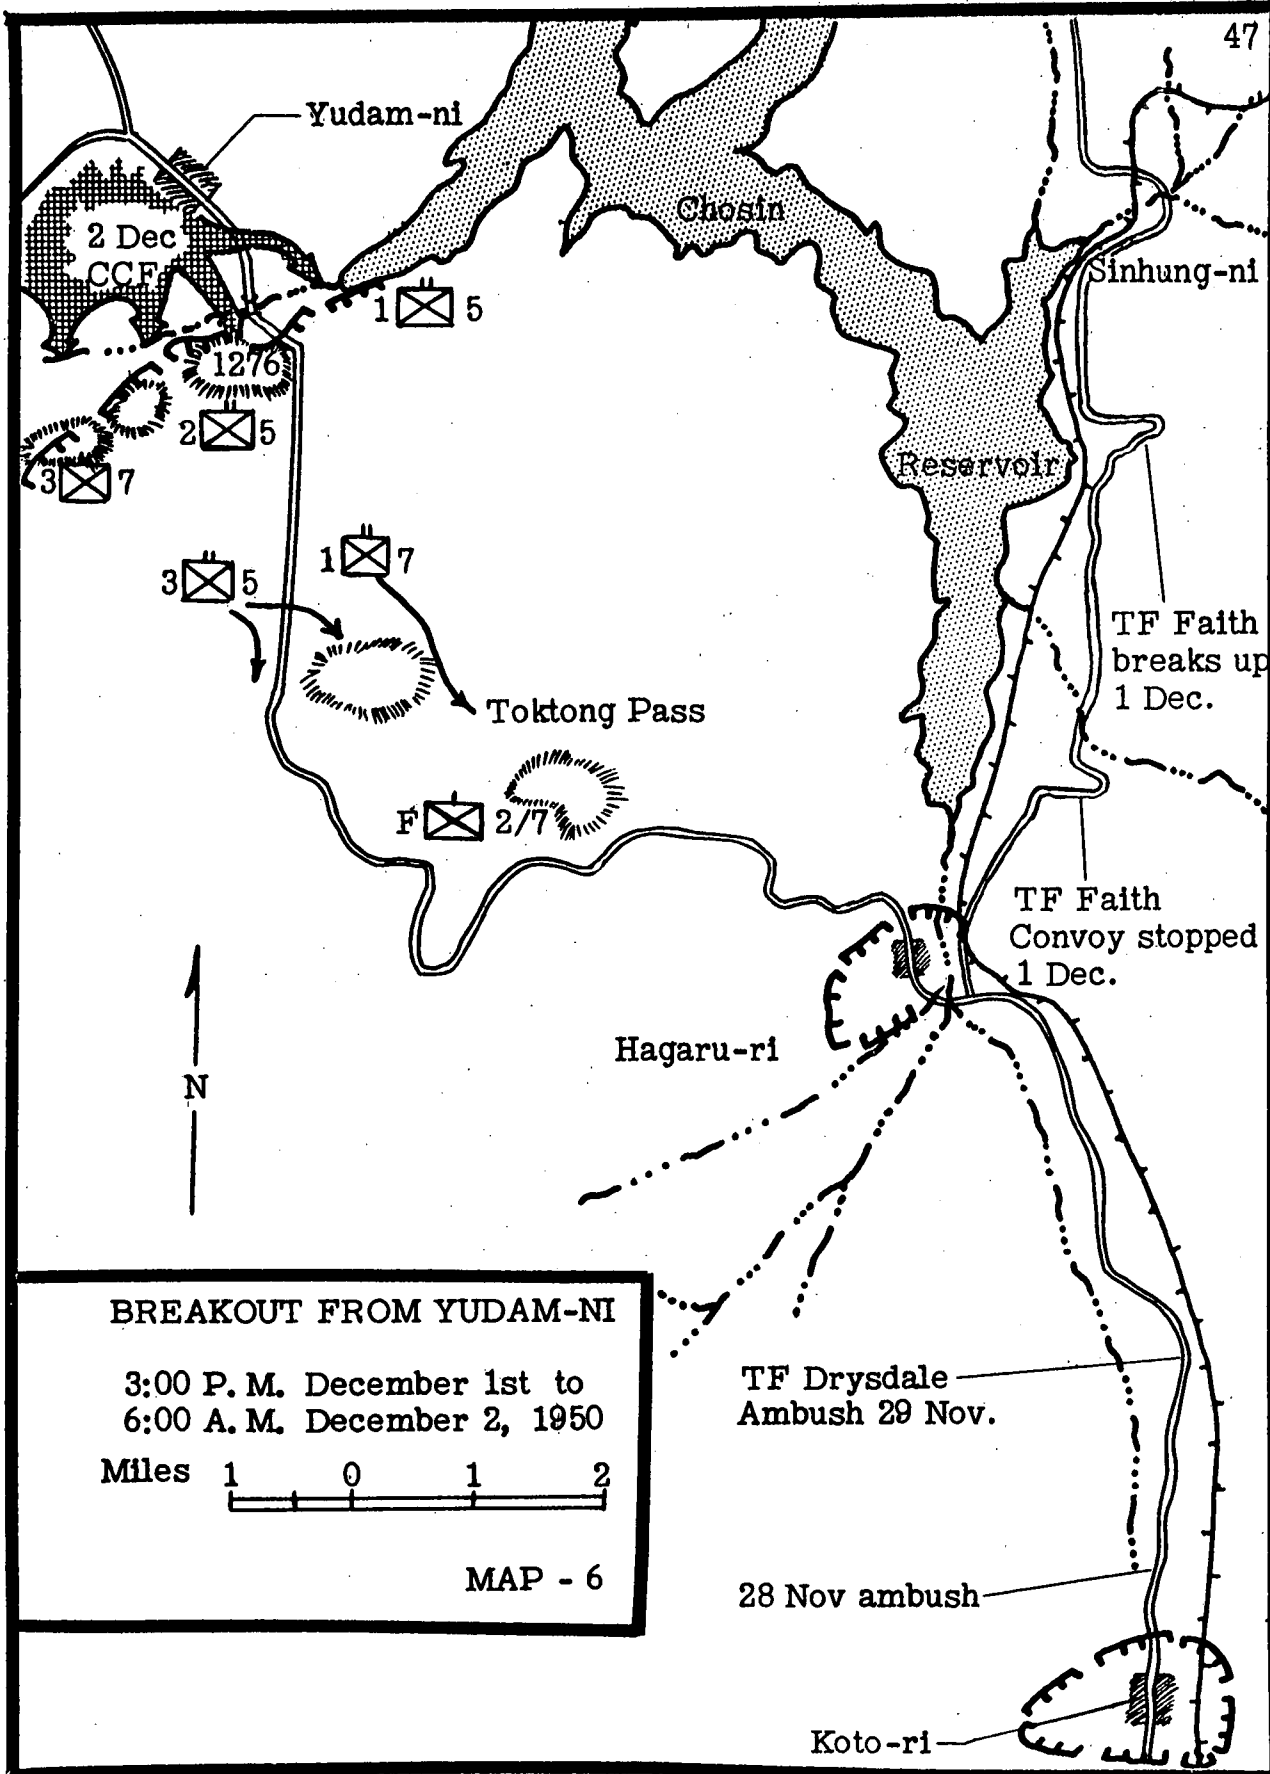 47
Yudam-ni
Chosin
2 Dec
CCF
Sinhung-ni
1 5
1276
2 5
3 7
Reservoir
1 7
3 5
TF Faith
breaks up
1 Dec.
Toktong Pass
F 2/7
TF Faith
Convoy stopped
1 Dec.
Hagaru-ri
N
BREAKOUT FROM YUDAM-NI
3:00 P. M. December 1st to
6:00 A. M. December 2, 1950
Miles 1 0 1 2
MAP - 6
TF Drysdale
Ambush 29 Nov.
28 Nov ambush
Koto-ri